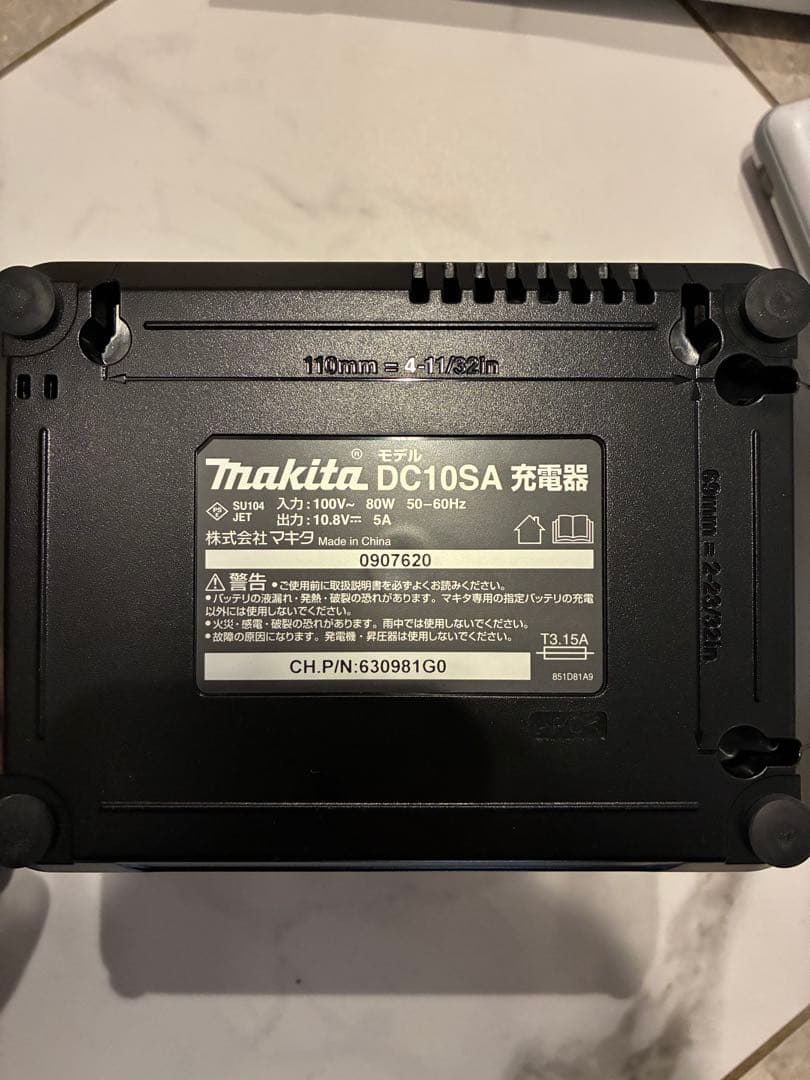 110mm = 4-11/32in
makita® モデル DC10SA 充電器
PS E SU104 JET 入力:100V~ 80W 50-60Hz
出力:10.8V⎓ 5A
株式会社マキタ Made in China
0907620
⚠警告 •ご使用前に取扱説明書を必ずよくお読みください。
•バッテリの液漏れ・発熱・破裂の恐れがあります。マキタ専用の指定バッテリの充電
以外には使用しないでください。
•火災・感電・破裂の恐れがあります。雨中では使用しないでください。
•故障の原因になります。発電機・昇圧器は使用しないでください。
T3.15A
CH.P/N:630981G0
851D81A9